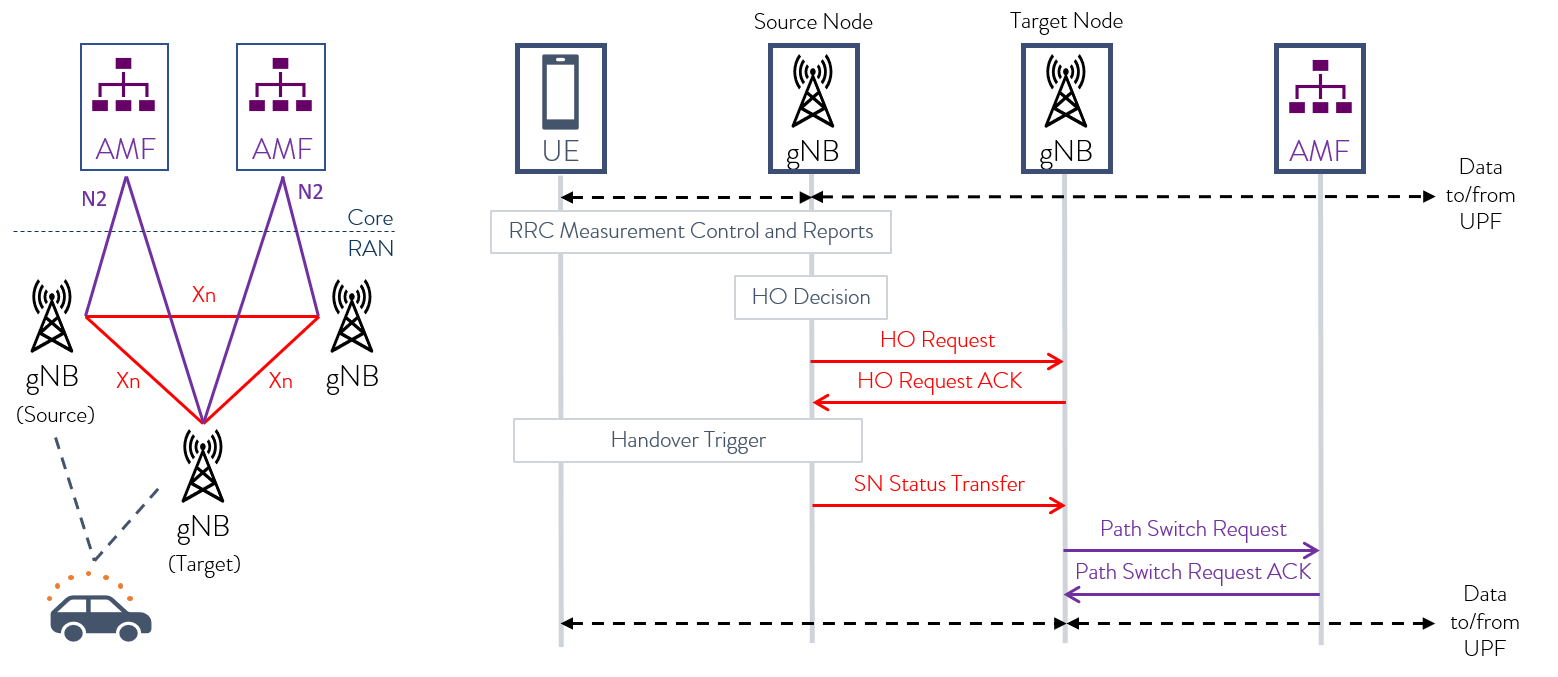 AMF
AMF
N2
N2
Core
RAN
Xn
Xn
Xn
gNB
(Source)
gNB
gNB
(Target)
Source Node
Target Node
UE
gNB
gNB
AMF
Data
to/from
UPF
RRC Measurement Control and Reports
HO Decision
HO Request
HO Request ACK
Handover Trigger
SN Status Transfer
Path Switch Request
Path Switch Request ACK
Data
to/from
UPF